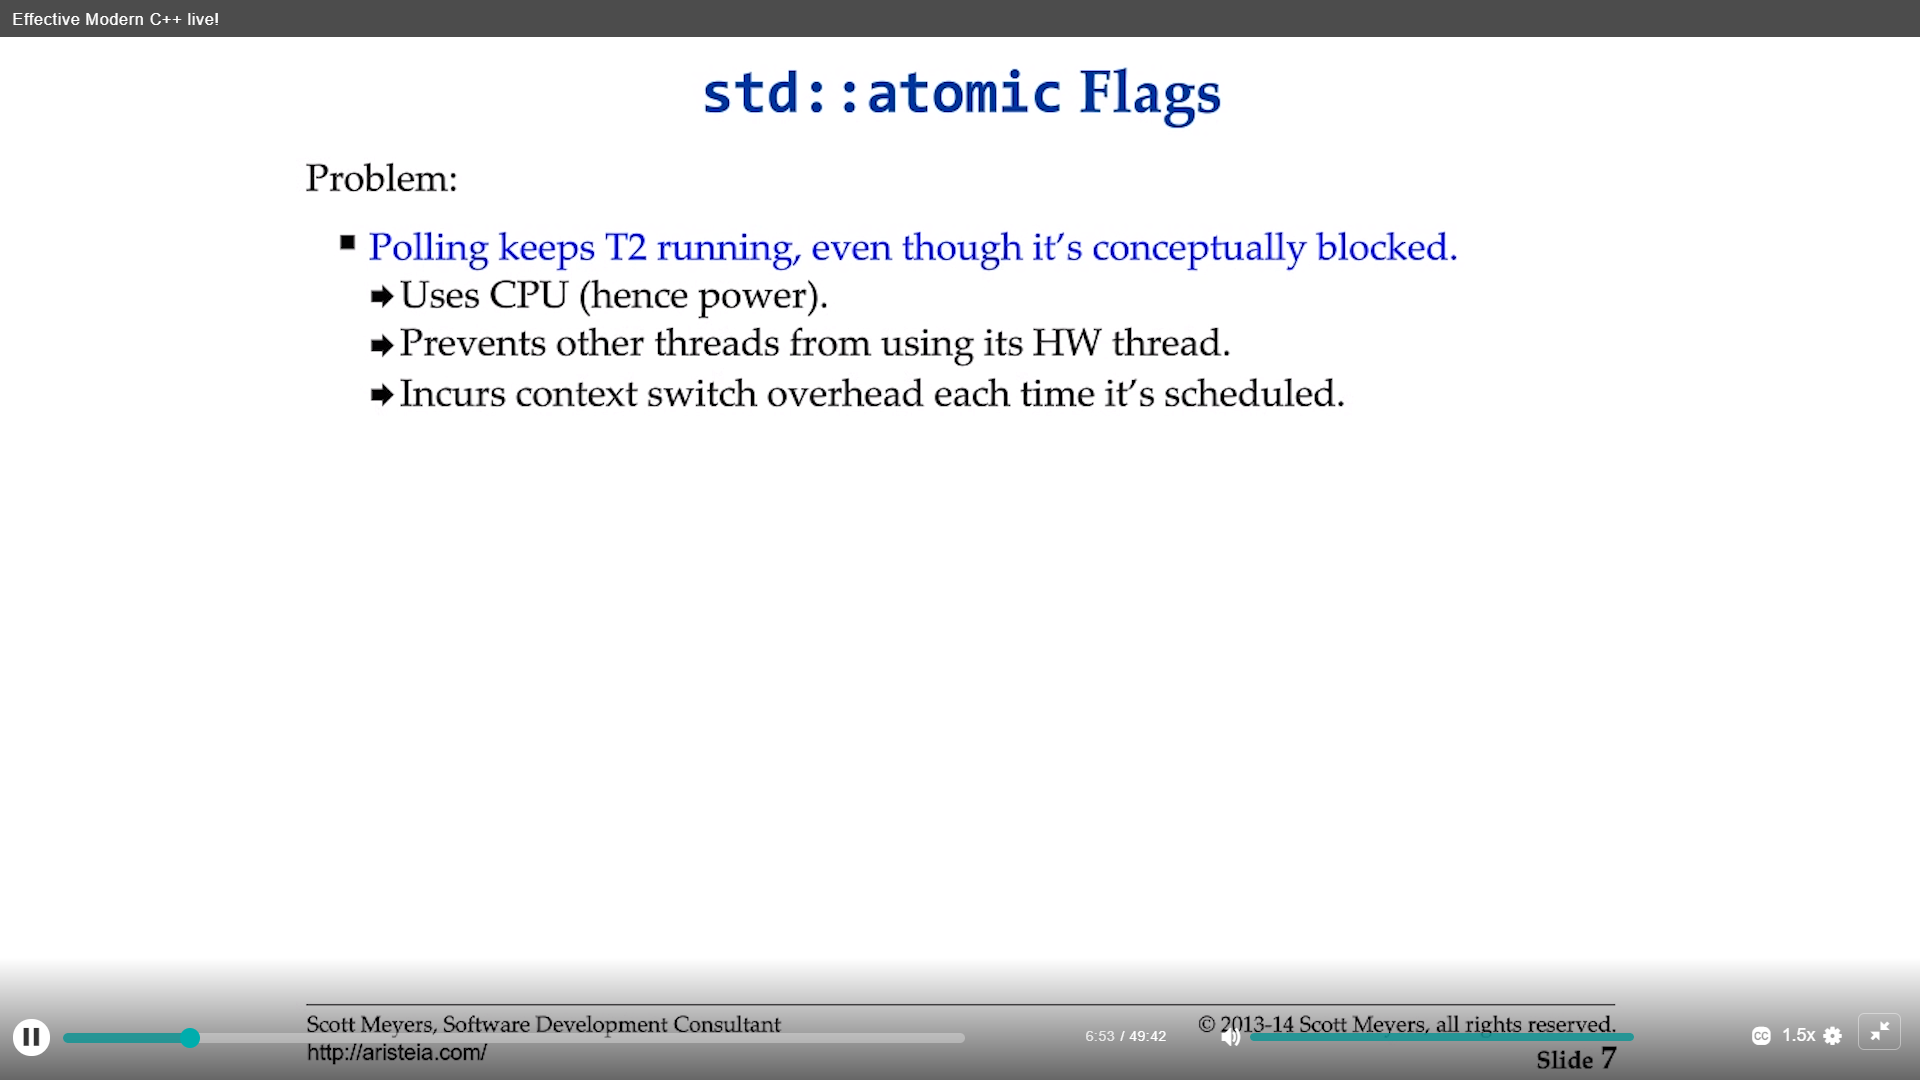 Effective Modern C++ live!
std::atomic Flags
Problem:
■ Polling keeps T2 running, even though it’s conceptually blocked.
➡ Uses CPU (hence power).
➡ Prevents other threads from using its HW thread.
➡ Incurs context switch overhead each time it’s scheduled.
Scott Meyers, Software Development Consultant
http://aristeia.com/
6:53 / 49:42
© 2013-14 Scott Meyers, all rights reserved.
Slide 7
CC 1.5x